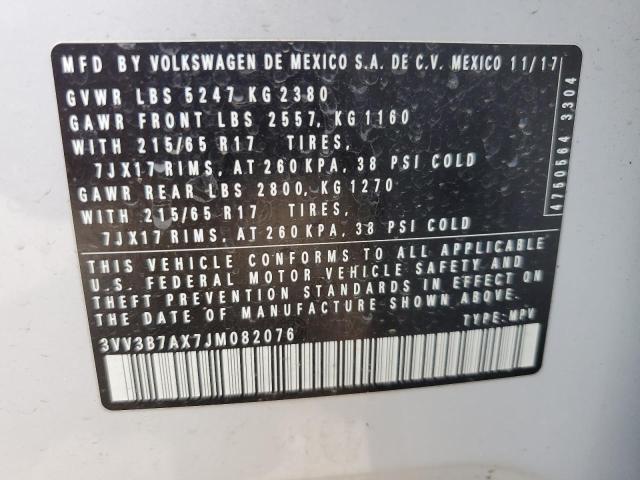 MFD BY VOLKSWAGEN DE MEXICO S.A. DE C.V. MEXICO 11/17
GVWR LBS 5247 KG 2380
GAWR FRONT LBS 2557, KG 1160
WITH 215/65 R17 TIRES,
7JX17 RIMS, AT 260 KPA, 38 PSI COLD
GAWR REAR LBS 2800, KG 1270
WITH 215/65 R17 TIRES,
7JX17 RIMS, AT 260 KPA, 38 PSI COLD
THIS VEHICLE CONFORMS TO ALL APPLICABLE
U.S. FEDERAL MOTOR VEHICLE SAFETY AND
THEFT PREVENTION STANDARDS IN EFFECT ON
THE DATE OF MANUFACTURE SHOWN ABOVE.
3VV3B7AX7JM082076 TYPE: MPV
4750564 3304